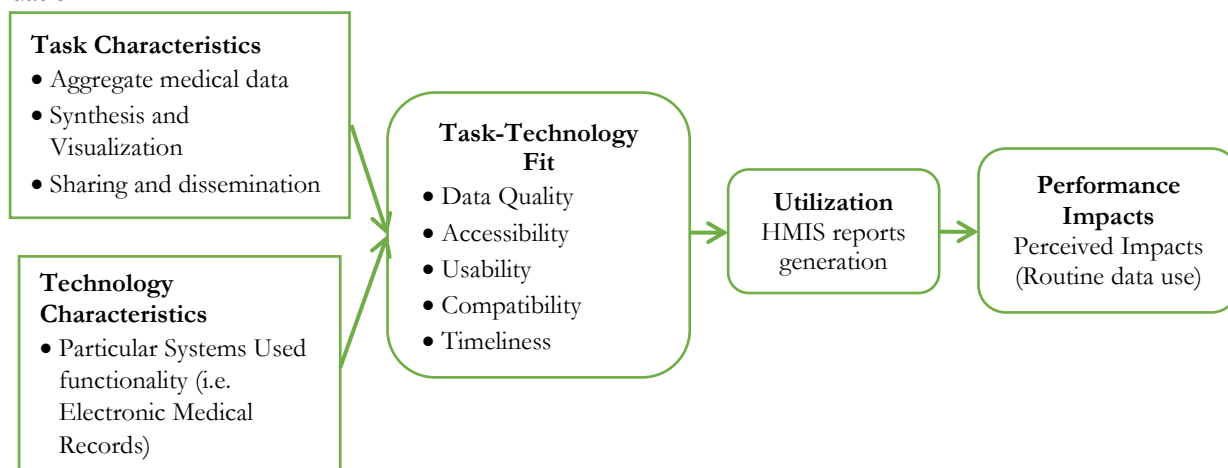 Task Characteristics
• Aggregate medical data
• Synthesis and
Visualization
• Sharing and dissemination
Technology
Characteristics
• Particular Systems Used
functionality (i.e.
Electronic Medical
Records)
Task-Technology
Fit
• Data Quality
• Accessibility
• Usability
• Compatibility
• Timeliness
Utilization
HMIS reports
generation
Performance
Impacts
Perceived Impacts
(Routine data use)